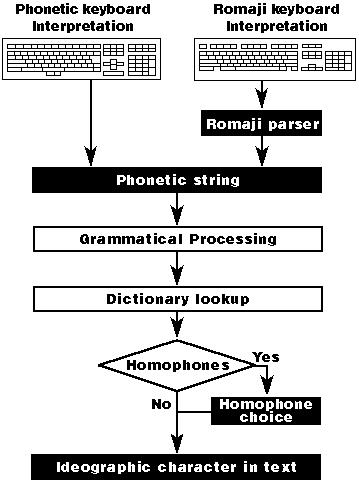 Phonetic keyboard
Interpretation
Romaji keyboard
Interpretation
Romaji parser
Phonetic string
Grammatical Processing
Dictionary lookup
Homophones
Yes
No
Homophone
choice
Ideographic character in text